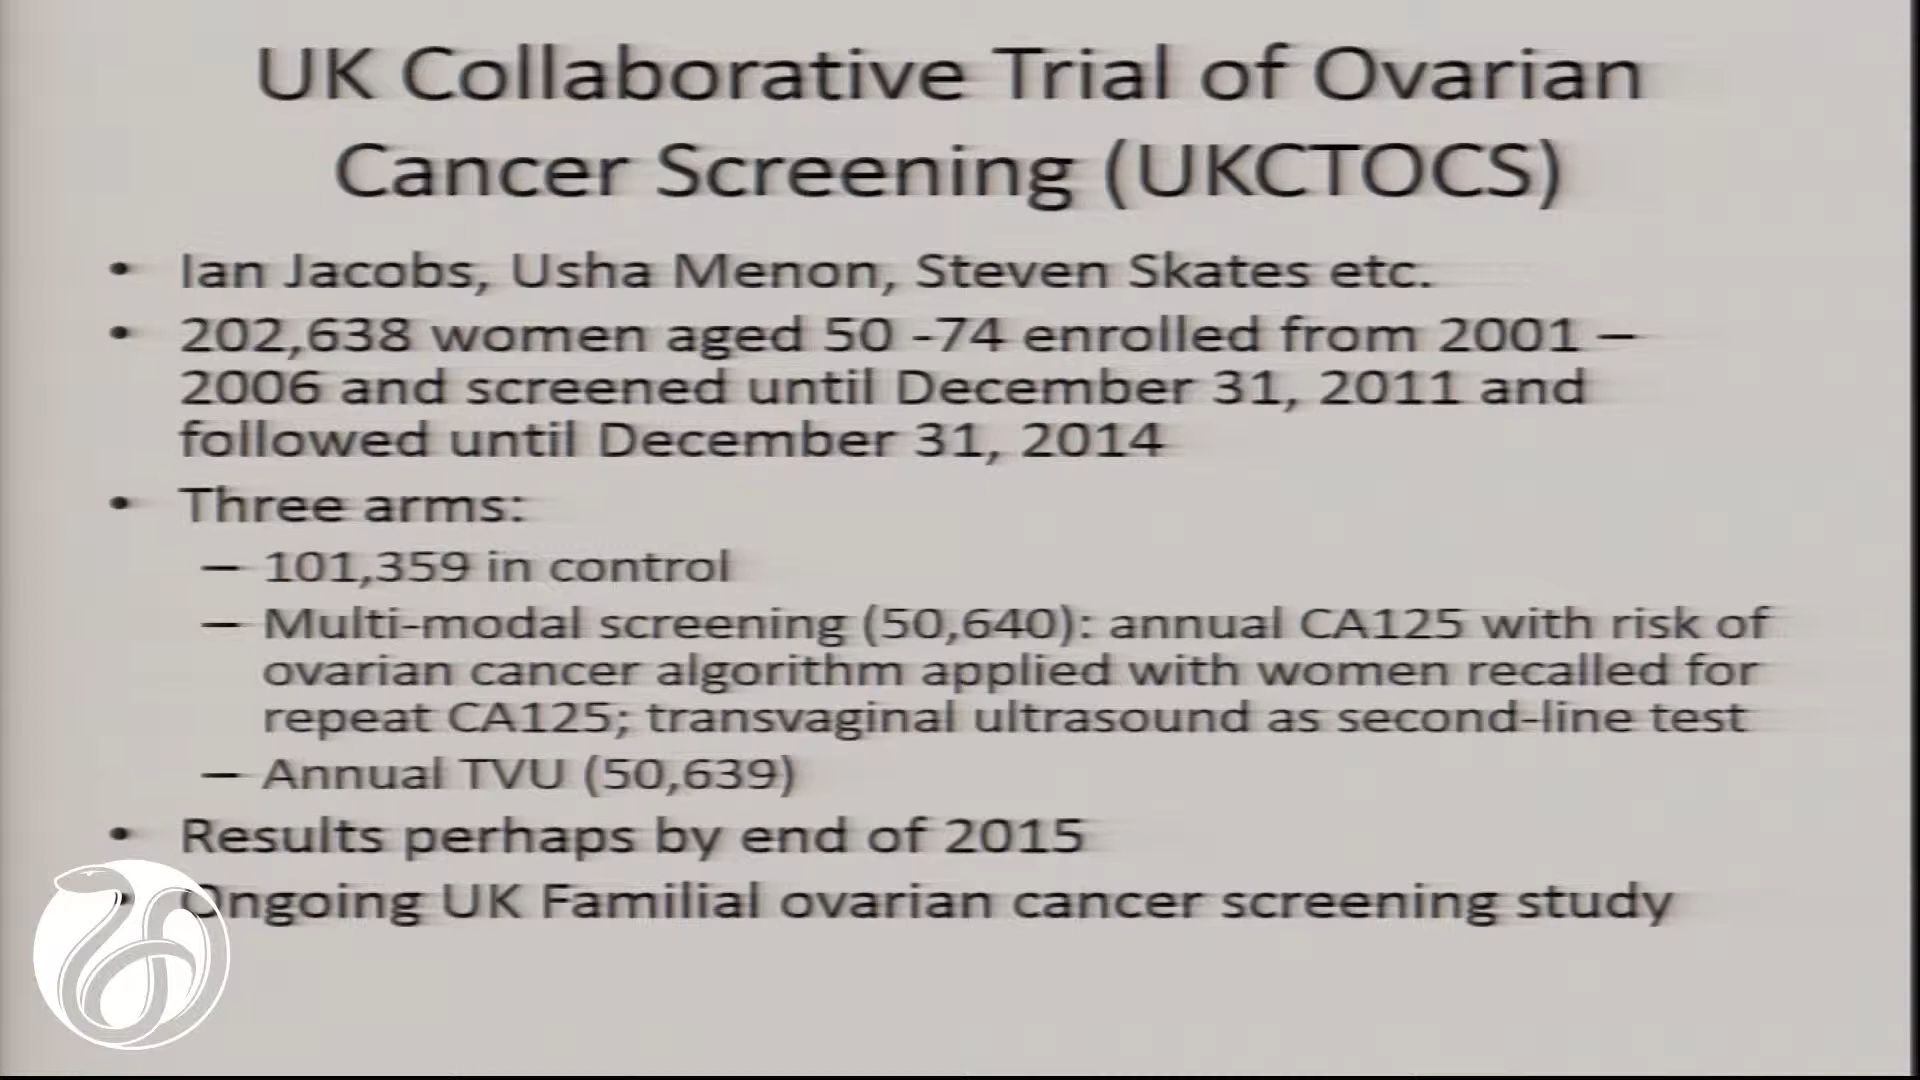 UK Collaborative Trial of Ovarian
Cancer Screening (UKCTOCS)
• Ian Jacobs, Usha Menon, Steven Skates etc.
• 202,638 women aged 50 -74 enrolled from 2001 –
2006 and screened until December 31, 2011 and
followed until December 31, 2014
• Three arms:
– 101,359 in control
– Multi-modal screening (50,640): annual CA125 with risk of
ovarian cancer algorithm applied with women recalled for
repeat CA125; transvaginal ultrasound as second-line test
– Annual TVU (50,639)
• Results perhaps by end of 2015
• Ongoing UK Familial ovarian cancer screening study